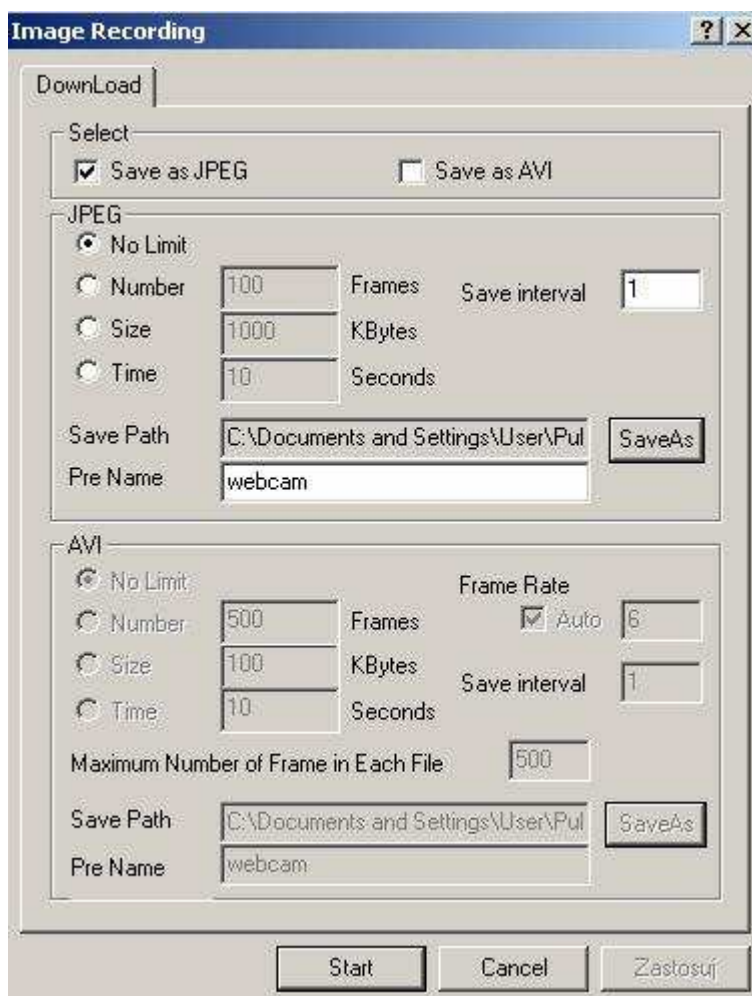 Image Recording
DownLoad
Select
Save as JPEG Save as AVI
JPEG
No Limit
Number 100 Frames Save interval 1
Size 1000 KBytes
Time 10 Seconds
Save Path C:\Documents and Settings\User\Pul SaveAs
Pre Name webcam
AVI
No Limit Frame Rate
Number 500 Frames Auto 6
Size 100 KBytes Save interval 1
Time 10 Seconds
Maximum Number of Frame in Each File 500
Save Path C:\Documents and Settings\User\Pul SaveAs
Pre Name webcam
Start Cancel Zastosuj